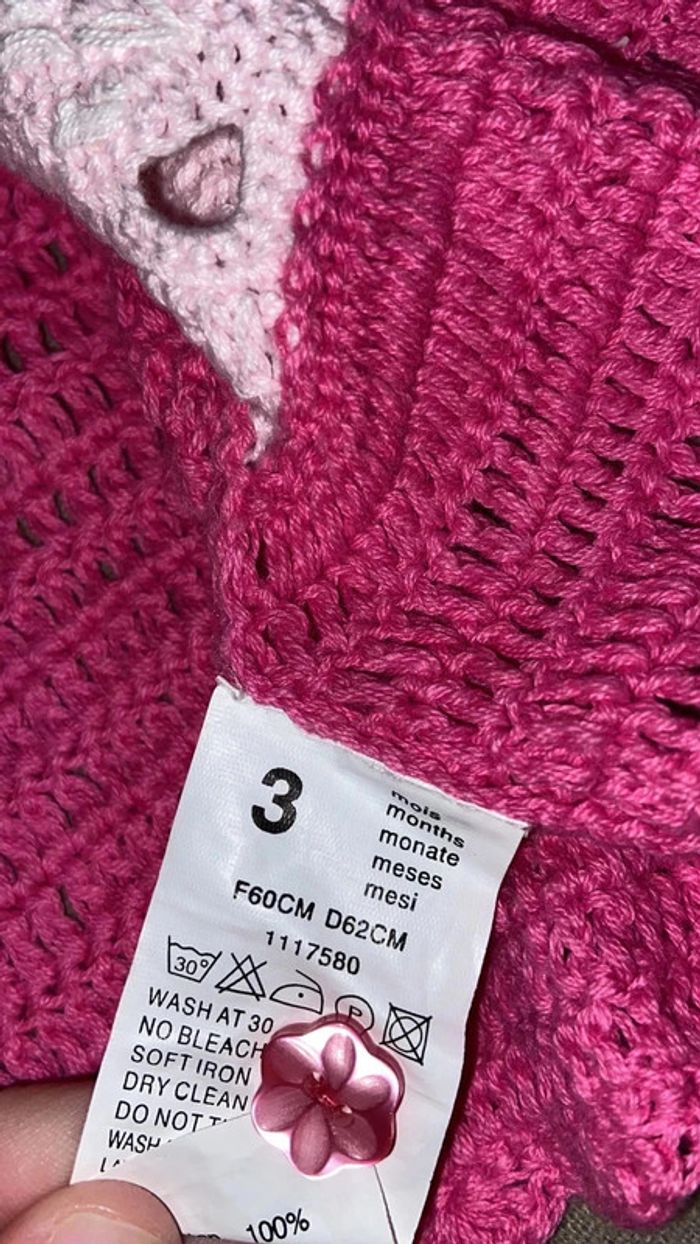 3
mois
months
monate
meses
mesi
F60CM D62CM
1117580
30°
P
WASH AT 30
NO BLEACH
SOFT IRON
DRY CLEAN
DO NOT
WASH
100%